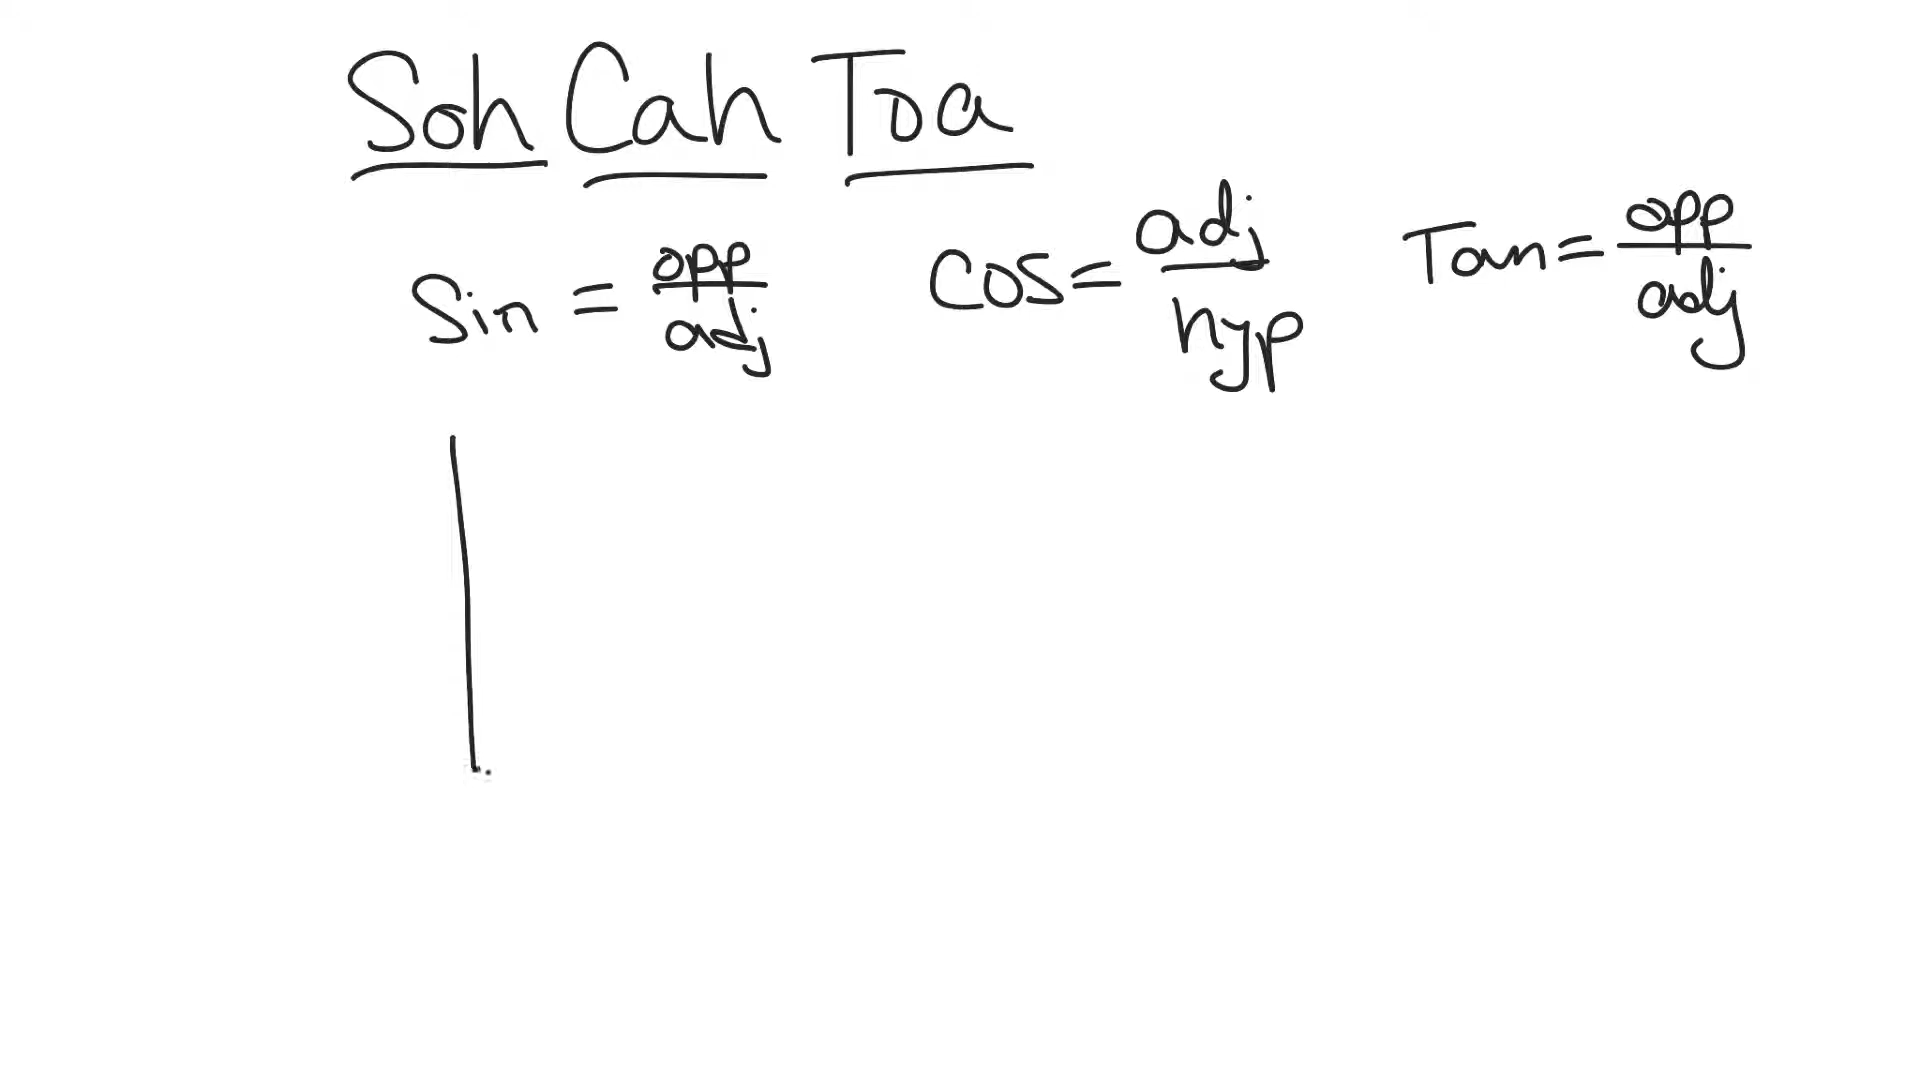 Soh Cah Toa
Sin = opp/adj
Cos = adj/hyp
Tan = opp/adj